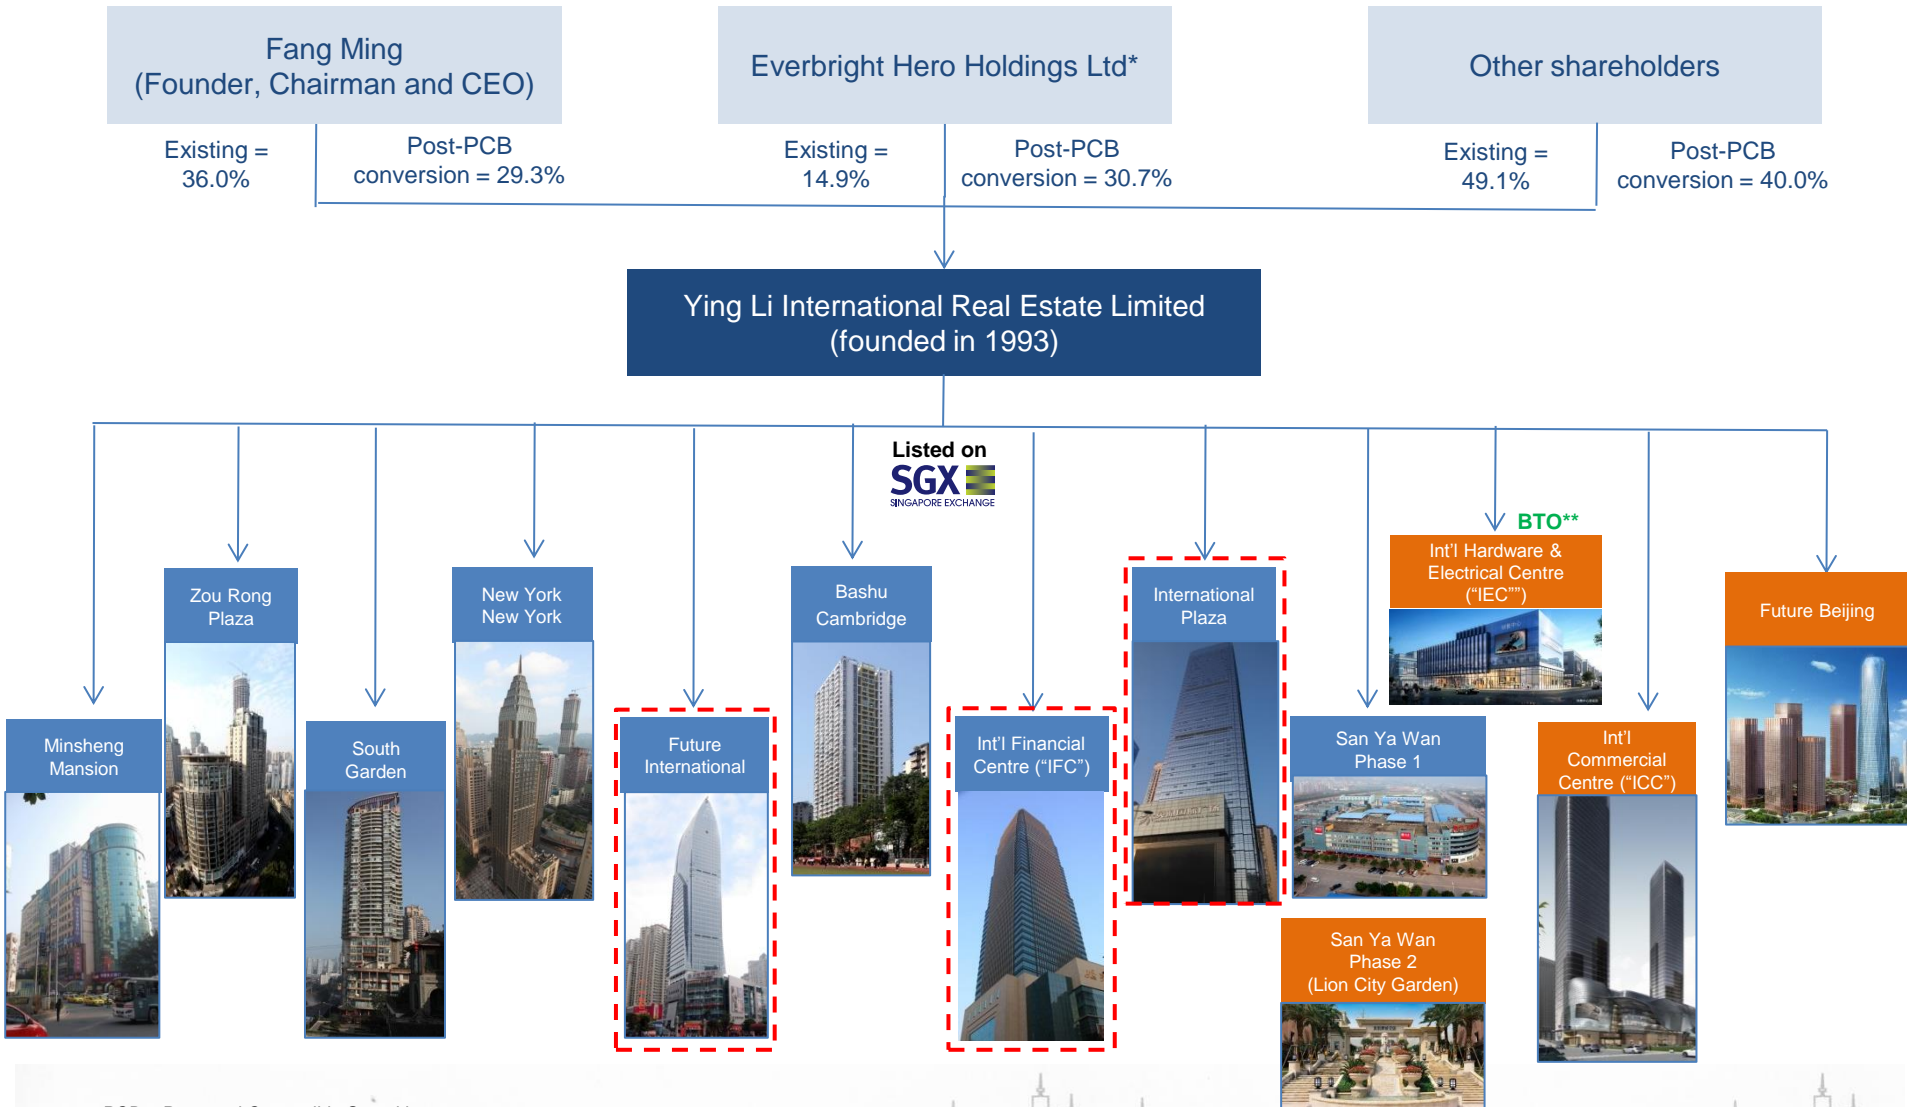 Fang Ming
(Founder, Chairman and CEO)
Everbright Hero Holdings Ltd*
Other shareholders
Existing =
36.0%
Post-PCB
conversion = 29.3%
Existing =
14.9%
Post-PCB
conversion = 30.7%
Existing =
49.1%
Post-PCB
conversion = 40.0%
Ying Li International Real Estate Limited
(founded in 1993)
Listed on
SGX
SINGAPORE EXCHANGE
BTO**
Minsheng
Mansion
Zou Rong
Plaza
South
Garden
New York
New York
Future
International
Bashu
Cambridge
Int'l Financial
Centre (“IFC”)
International
Plaza
San Ya Wan
Phase 1
San Ya Wan
Phase 2
(Lion City Garden)
Int'l Hardware &
Electrical Centre
(“IEC””)
Int'l
Commercial
Centre (“ICC”)
Future Beijing